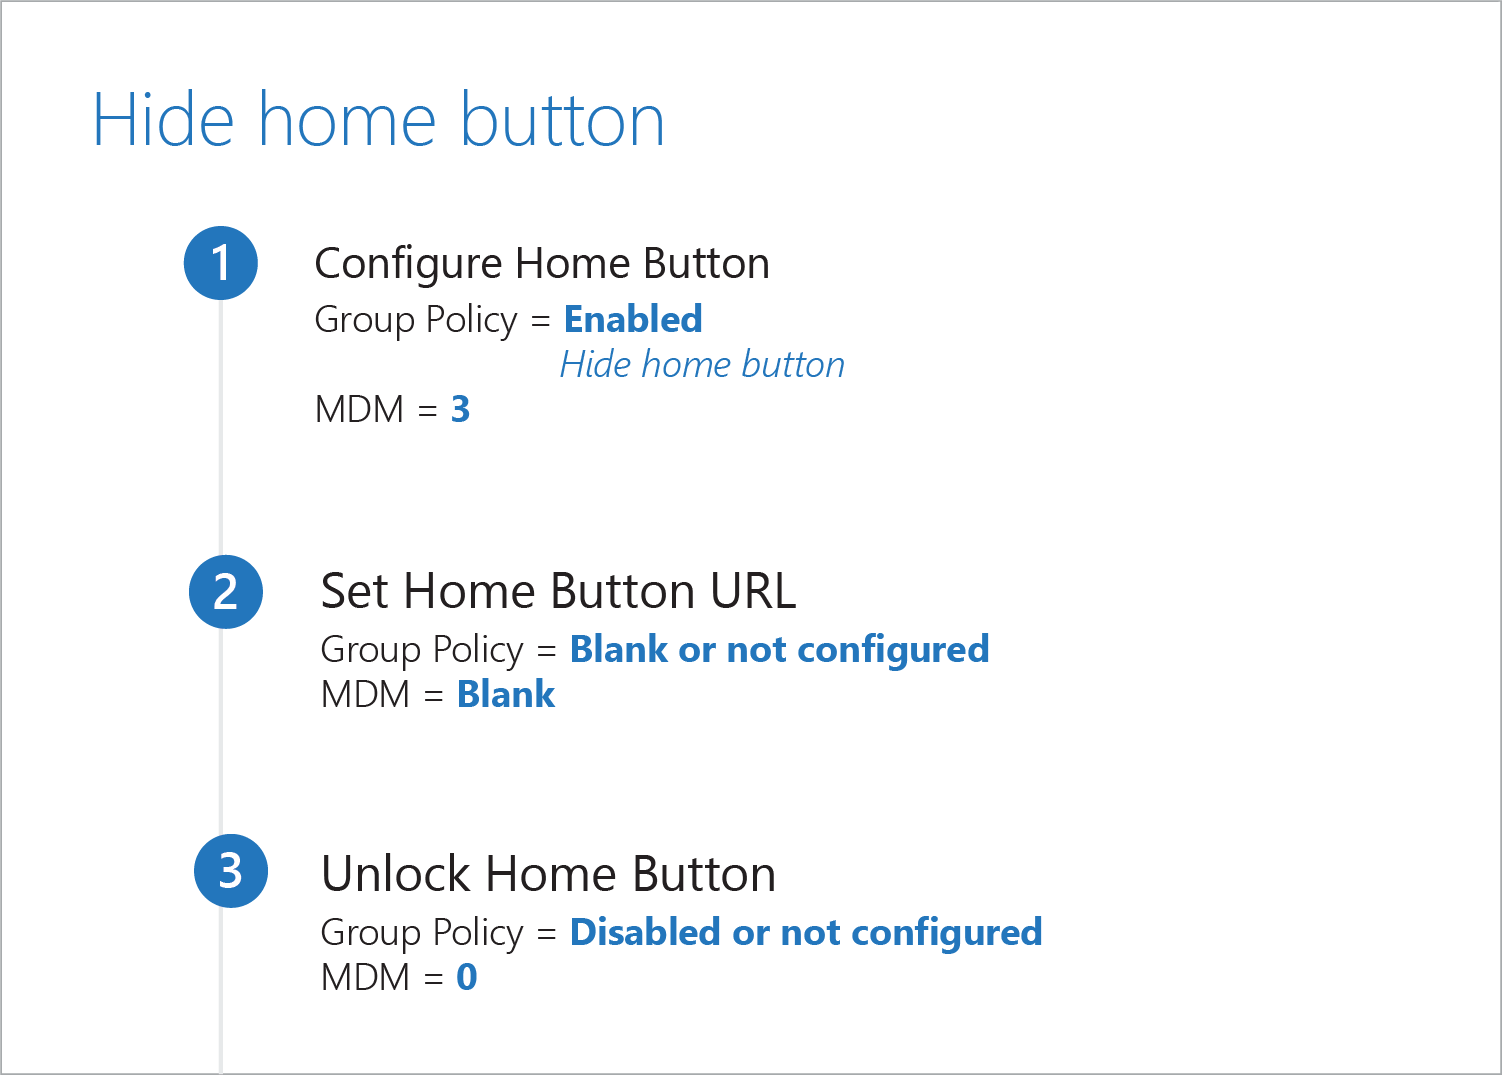 Hide home button
1
Configure Home Button
Group Policy = Enabled
Hide home button
MDM = 3
2
Set Home Button URL
Group Policy = Blank or not configured
MDM = Blank
3
Unlock Home Button
Group Policy = Disabled or not configured
MDM = 0